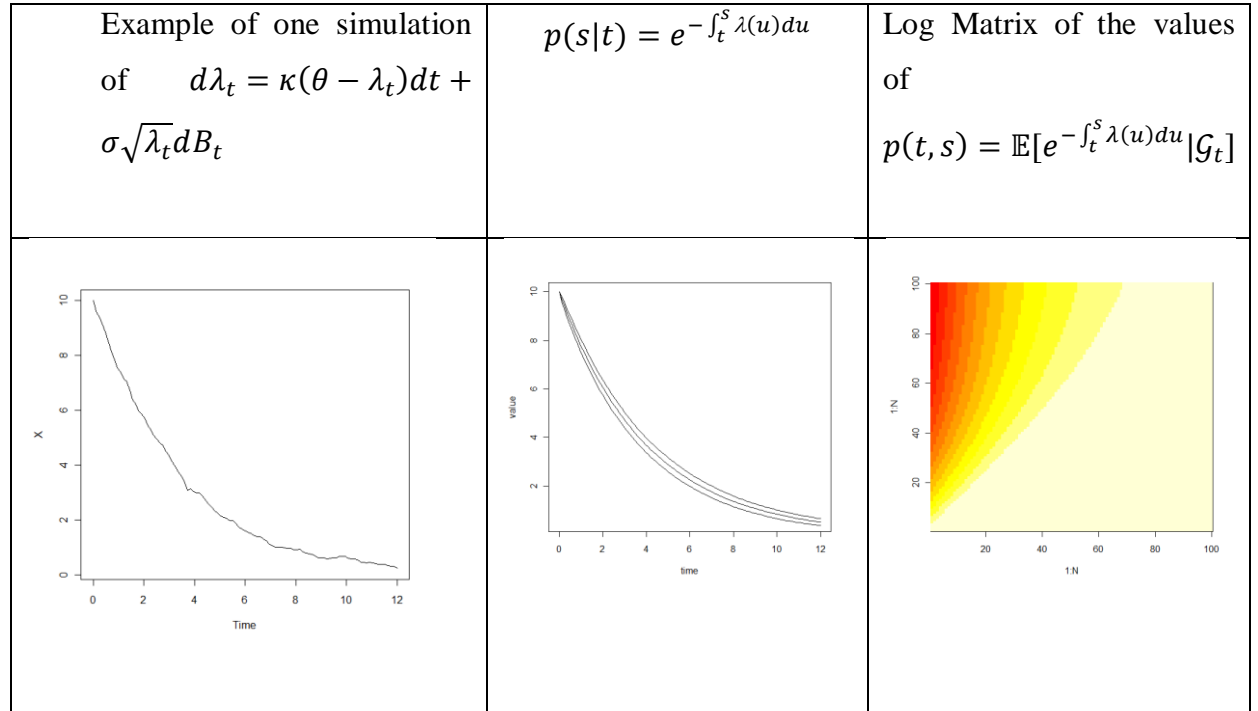 Example of one simulation
of dλ_t = κ(θ − λ_t)dt +
σ√λ_t dB_t
p(s|t) = e^{−∫_t^s λ(u)du}
Log Matrix of the values
of
p(t, s) = 𝔼[e^{−∫_t^s λ(u)du}|𝒢_t]
10
8
6
4
2
0
X
0 2 4 6 8 10 12
Time
10
8
6
4
2
value
0 2 4 6 8 10 12
time
100
80
60
40
20
1:N
20 40 60 80 100
1:N